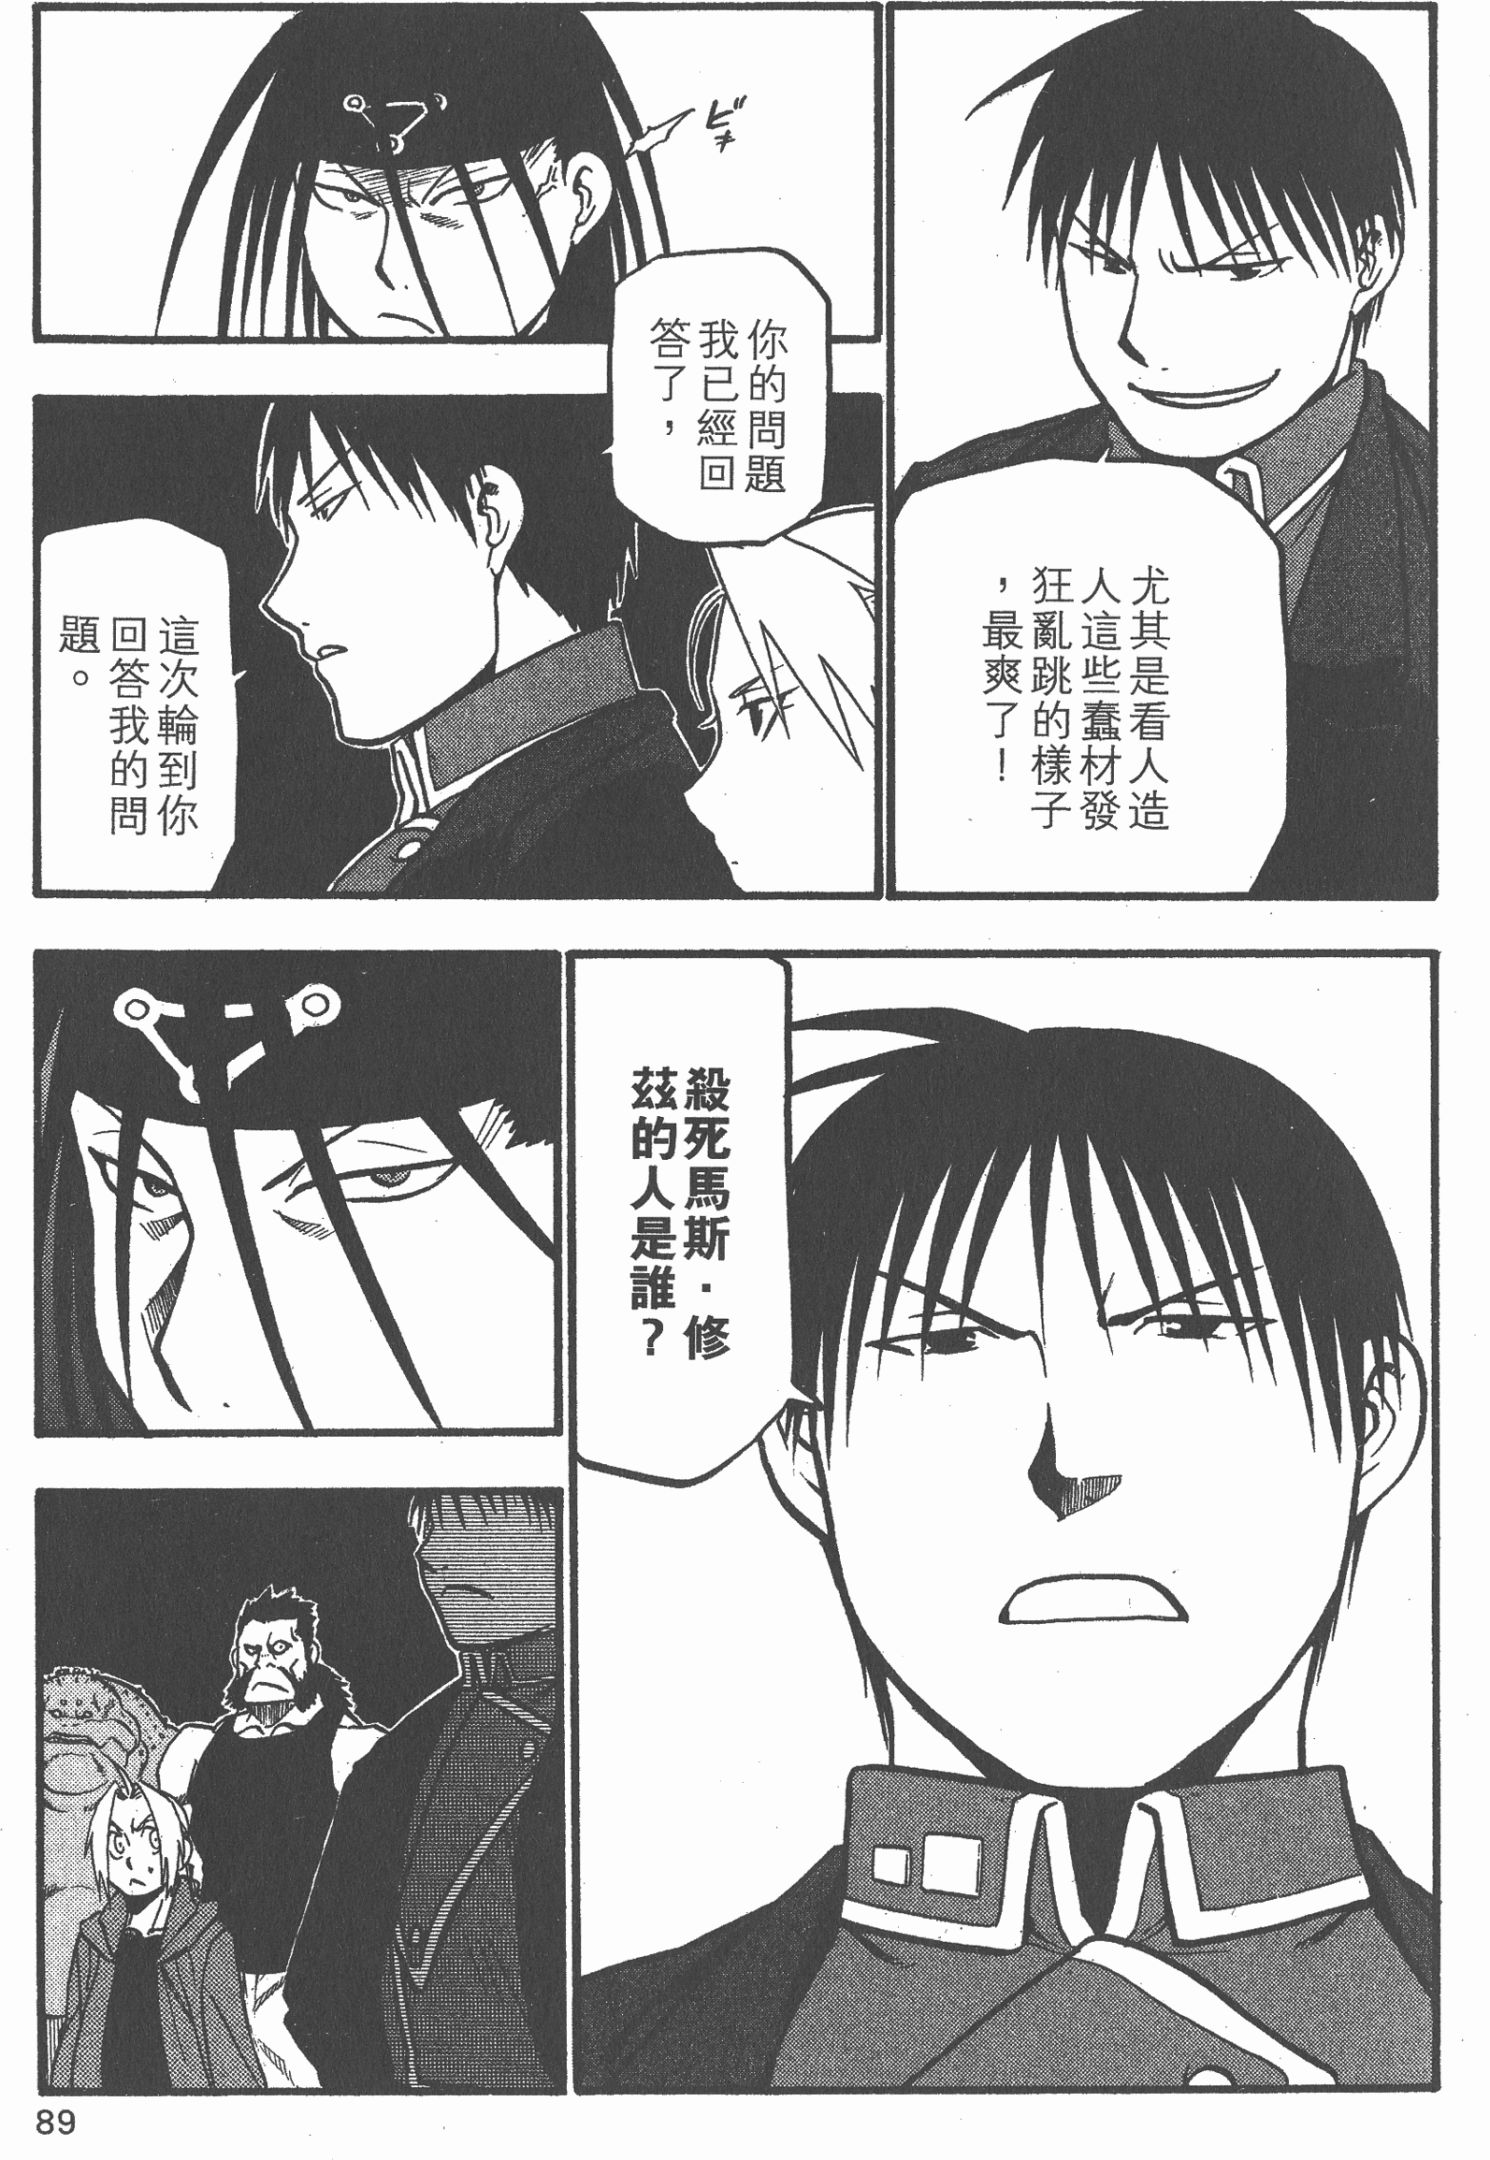 尤其是看人造
人這些蠢材發
狂亂跳的樣子
，最爽了！
ビキ
你的問題
我已經回
答了，
這次輪到你
回答我的問
題。
殺死馬斯·修
茲的人是誰？
89